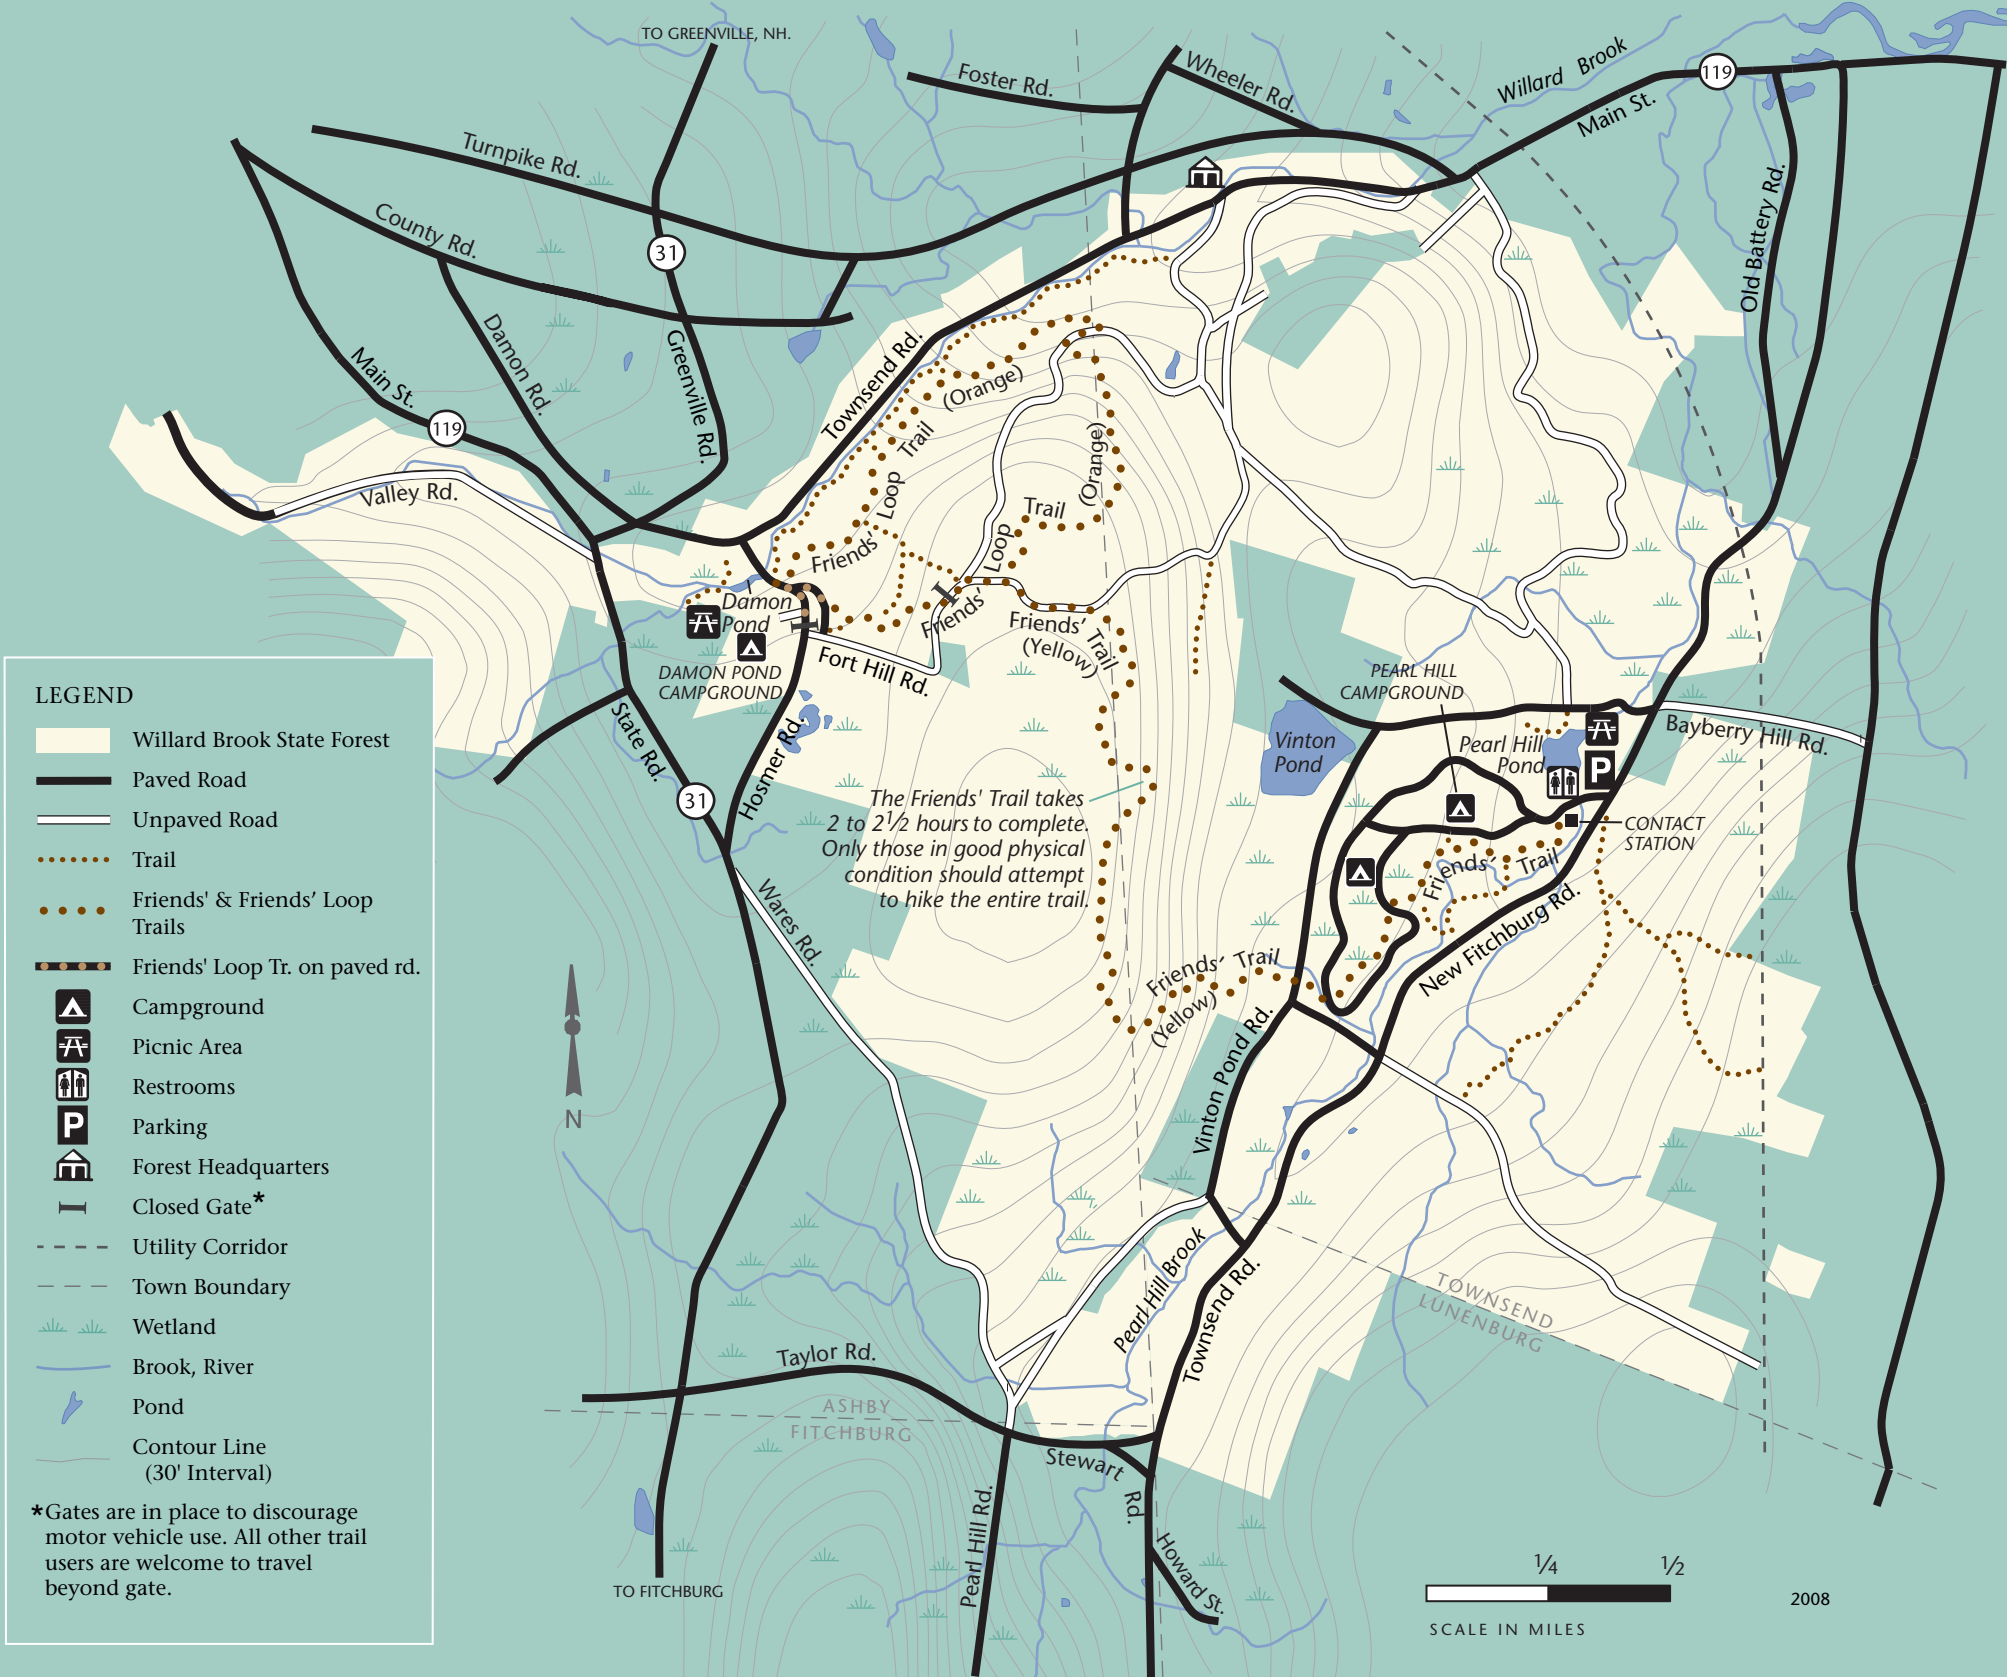 TO GREENVILLE, NH.
Foster Rd.
Wheeler Rd.
Willard Brook
119
Main St.
Turnpike Rd.
County Rd.
31
Old Battery Rd.
Damon Rd.
Main St.
119
Greenville Rd.
Townsend Rd.
(Orange)
Trail
Loop
Friends'
(Orange)
Trail
Loop
Friends'
Valley Rd.
Damon
Pond
DAMON POND
CAMPGROUND
Fort Hill Rd.
Friends' Trail
(Yellow)
PEARL HILL
CAMPGROUND
Vinton
Pond
Pearl Hill
Pond
P
Bayberry Hill Rd.
CONTACT
STATION
State Rd.
31
Hosmer Rd.
The Friends' Trail takes
2 to 2½ hours to complete.
Only those in good physical
condition should attempt
to hike the entire trail.
Friends' Trail
New Fitchburg Rd.
Wares Rd.
Friends' Trail
(Yellow)
Vinton Pond Rd.
N
Pearl Hill Brook
Townsend Rd.
TOWNSEND
LUNENBURG
Taylor Rd.
ASHBY
FITCHBURG
Stewart Rd.
Pearl Hill Rd.
Howard St.
TO FITCHBURG
LEGEND
Willard Brook State Forest
Paved Road
Unpaved Road
Trail
Friends' & Friends' Loop
Trails
Friends' Loop Tr. on paved rd.
Campground
Picnic Area
Restrooms
P Parking
Forest Headquarters
Closed Gate*
Utility Corridor
Town Boundary
Wetland
Brook, River
Pond
Contour Line
(30' Interval)
*Gates are in place to discourage
motor vehicle use. All other trail
users are welcome to travel
beyond gate.
¼ ½
SCALE IN MILES
2008